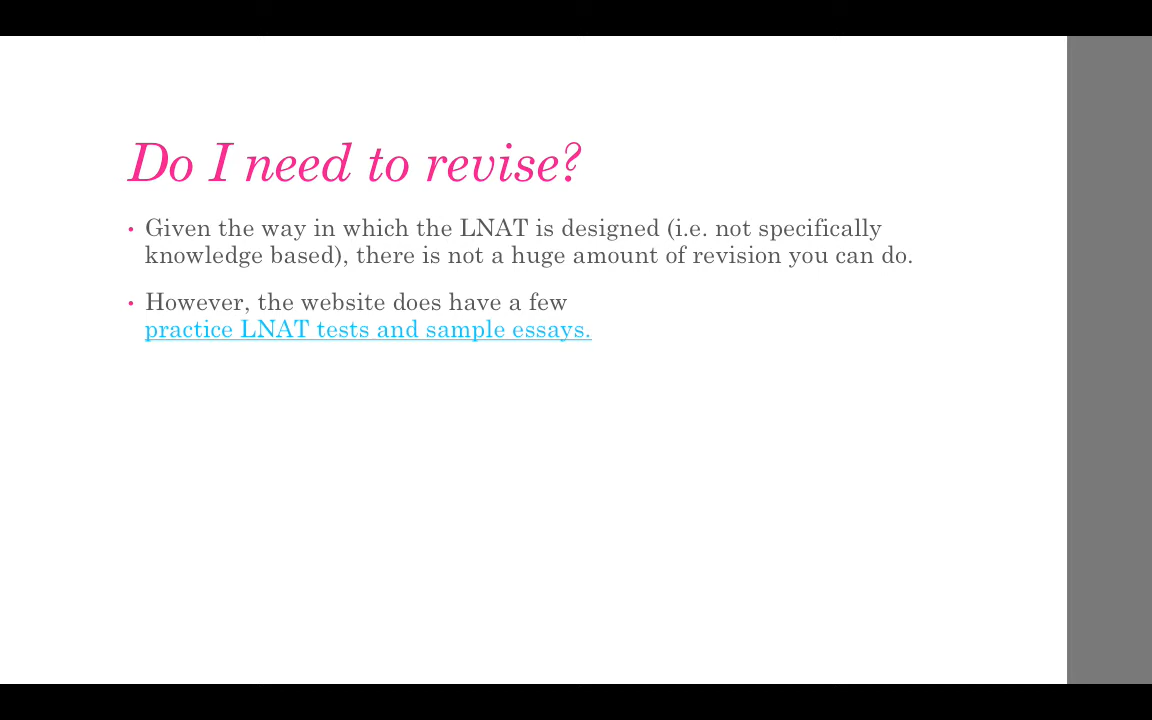 Do I need to revise?
• Given the way in which the LNAT is designed (i.e. not specifically
knowledge based), there is not a huge amount of revision you can do.
• However, the website does have a few
practice LNAT tests and sample essays.